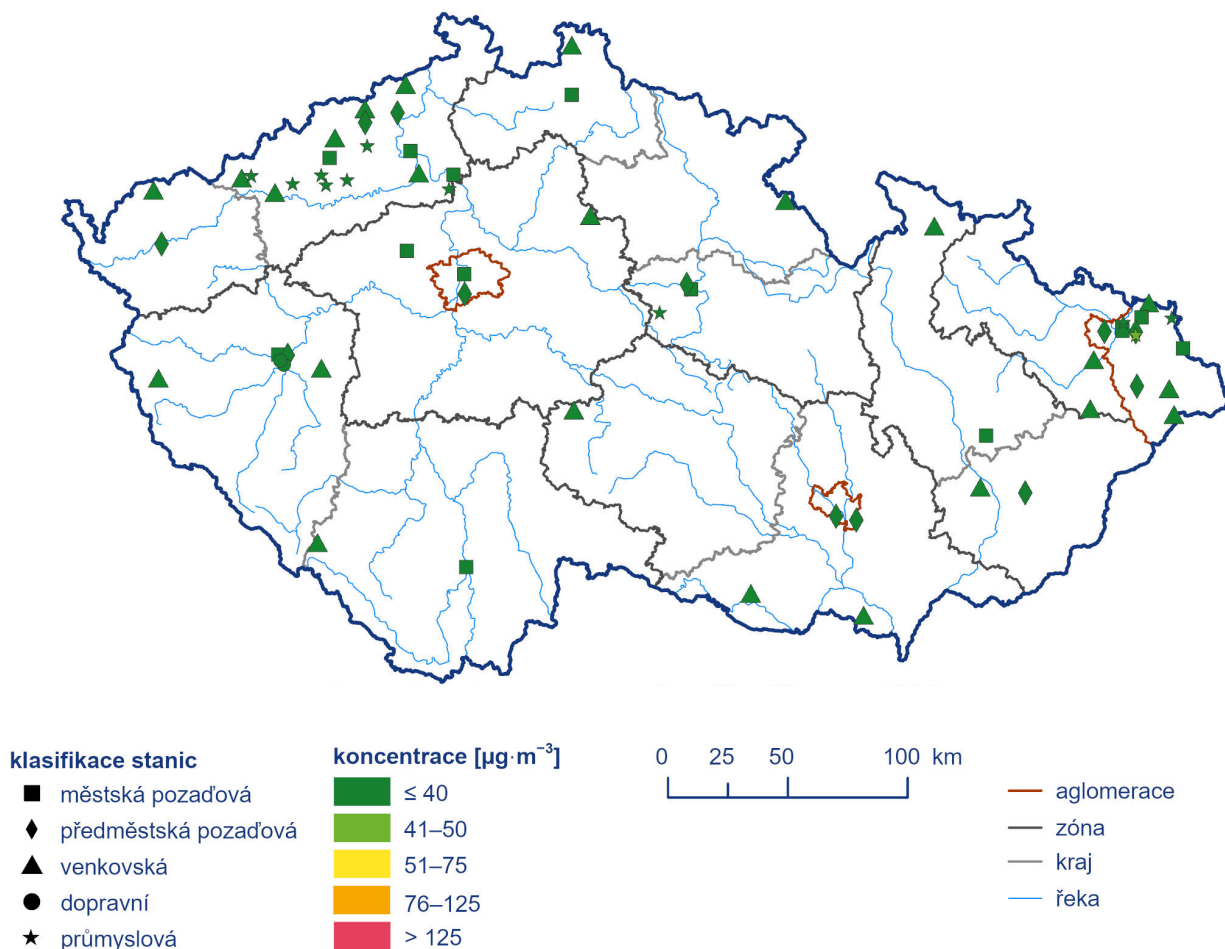 klasifikace stanic
městská pozaďová
předměstská pozaďová
venkovská
dopravní
průmyslová
koncentrace [µg·m⁻³]
≤ 40
41–50
51–75
76–125
> 125
0 25 50 100 km
aglomerace
zóna
kraj
řeka